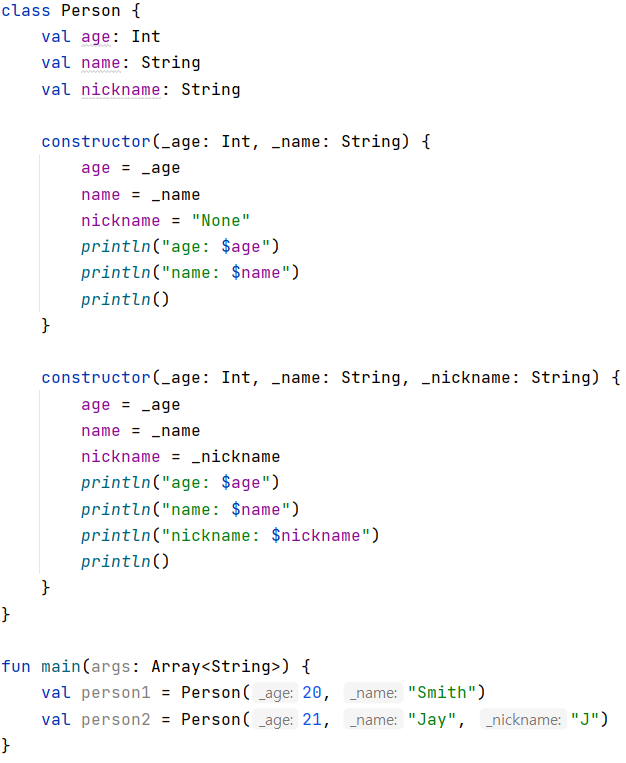 class Person {
    val age: Int
    val name: String
    val nickname: String

    constructor(_age: Int, _name: String) {
        age = _age
        name = _name
        nickname = "None"
        println("age: $age")
        println("name: $name")
        println()
    }

    constructor(_age: Int, _name: String, _nickname: String) {
        age = _age
        name = _name
        nickname = _nickname
        println("age: $age")
        println("name: $name")
        println("nickname: $nickname")
        println()
    }
}

fun main(args: Array<String>) {
    val person1 = Person( _age: 20, _name: "Smith")
    val person2 = Person( _age: 21, _name: "Jay", _nickname: "J")
}